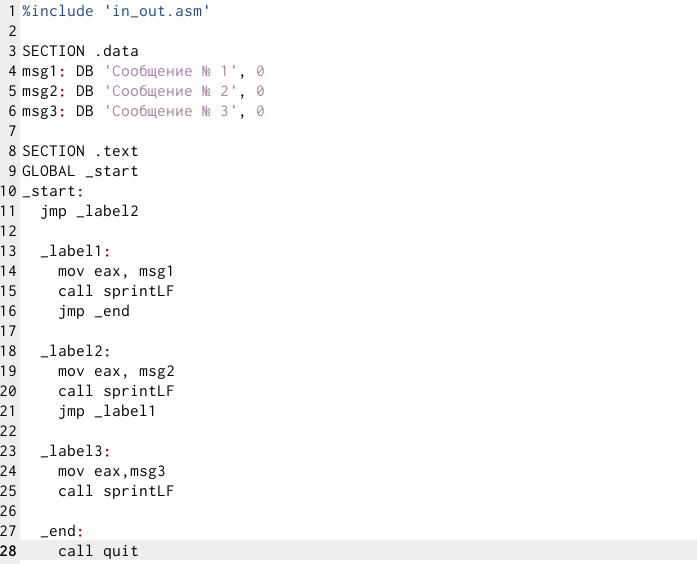 1 %include 'in_out.asm'
2
3 SECTION .data
4 msg1: DB 'Сообщение № 1', 0
5 msg2: DB 'Сообщение № 2', 0
6 msg3: DB 'Сообщение № 3', 0
7
8 SECTION .text
9 GLOBAL _start
10 _start:
11   jmp _label2
12
13   _label1:
14     mov eax, msg1
15     call sprintLF
16     jmp _end
17
18   _label2:
19     mov eax, msg2
20     call sprintLF
21     jmp _label1
22
23   _label3:
24     mov eax,msg3
25     call sprintLF
26
27   _end:
28     call quit